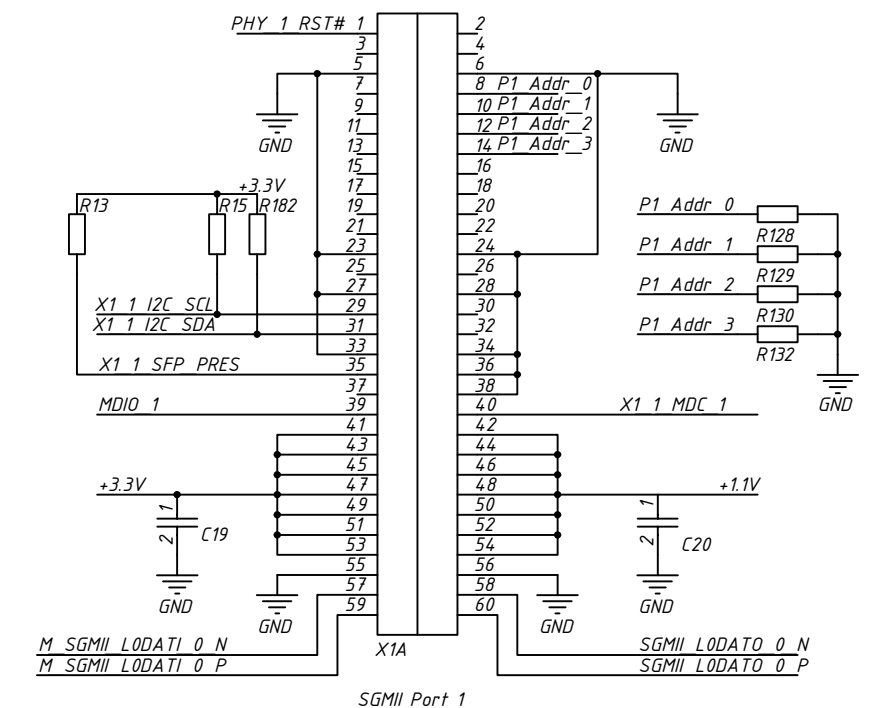 PHY_1_RST# 1 2
3 4
5 6
7 8 P1_Addr_0
9 10 P1_Addr_1
11 12 P1_Addr_2
13 14 P1_Addr_3
GND GND
15 16
17 18
+3.3V
R13 R15 R182
19 20
P1_Addr_0
21 22
R128
23 24
P1_Addr_1
25 26
R129
27 28
P1_Addr_2
X1_1_I2C_SCL 29 30
R130
X1_1_I2C_SDA 31 32
P1_Addr_3
33 34
R132
X1_1_SFP_PRES 35 36
37 38
GND
MDIO_1 39 40 X1_1_MDC_1
41 42
43 44
45 46
+3.3V 47 48 +1.1V
1 1
49 50
C19 C20
2 2
51 52
53 54
55 56
57 58
GND GND
59 60
GND GND
M_SGMII_L0DATI_0_N SGMII_L0DATO_0_N
M_SGMII_L0DATI_0_P SGMII_L0DATO_0_P
X1A
SGMII Port 1